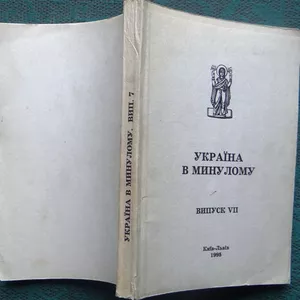 УКРАЇНА В МИНУЛОМУ. ВИП. 7
УКРАЇНА
В МИНУЛОМУ
ВИПУСК VII
Київ-Львів
1995